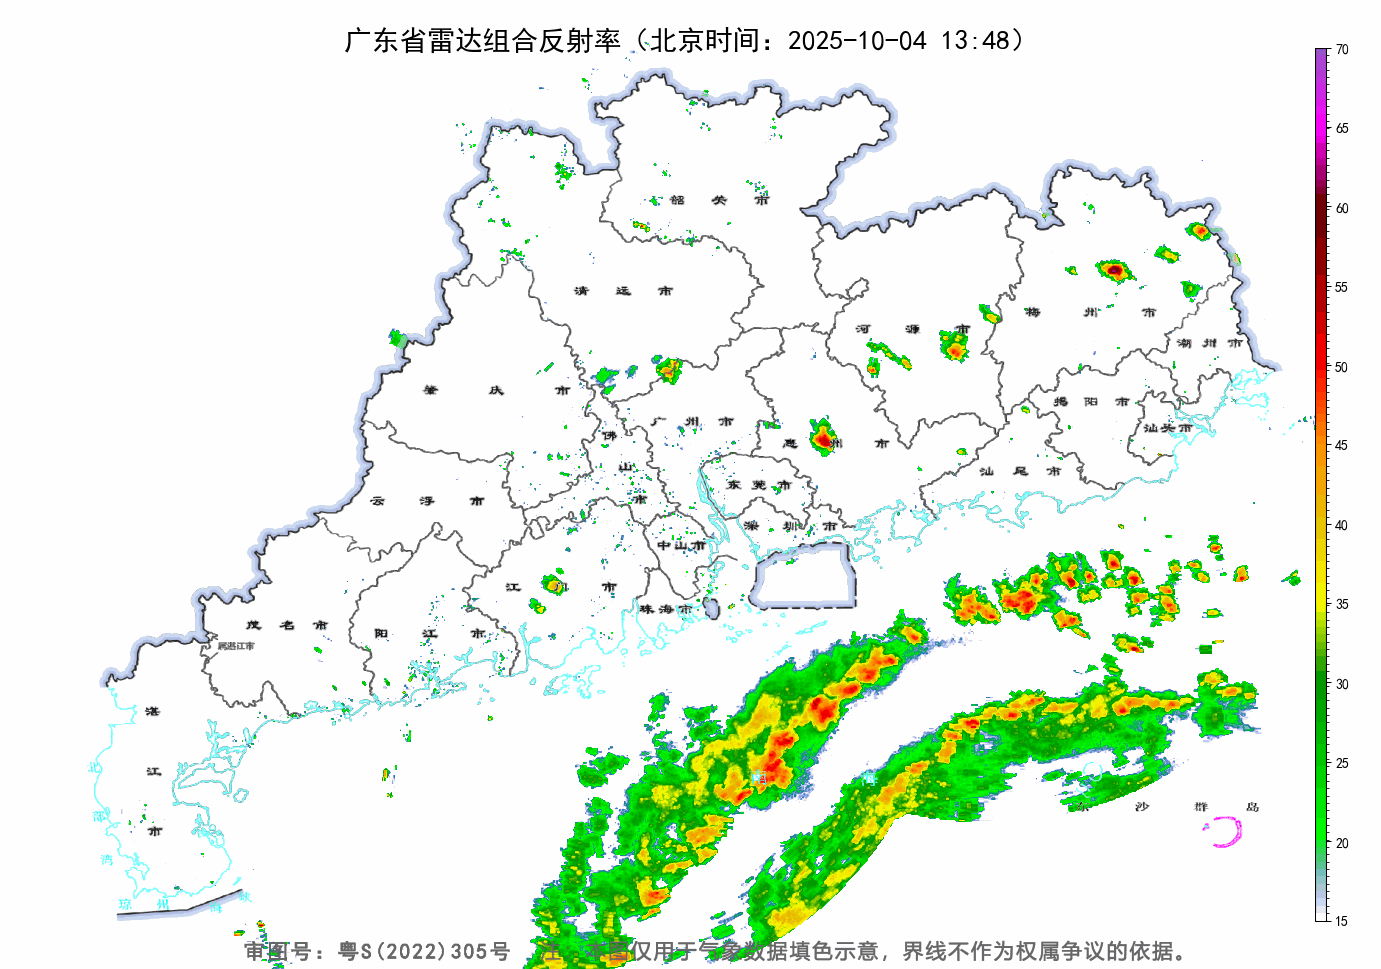 广东省雷达组合反射率（北京时间：2025-10-04 13:48）
70
65
60
55
50
45
40
35
30
25
20
15
韶关市
清远市
河源市
梅州市
潮州市
肇庆市
广州市
揭阳市
汕头市
佛山市
惠州市
汕尾市
东莞市
云浮市
深圳市
中山市
江门市
珠海市
茂名市
阳江市
属湛江市
湛江市
沙群岛
湾
琼州海峡
审图号：粤S(2022)305号 注：本图仅用于气象数据填色示意，界线不作为权属争议的依据。